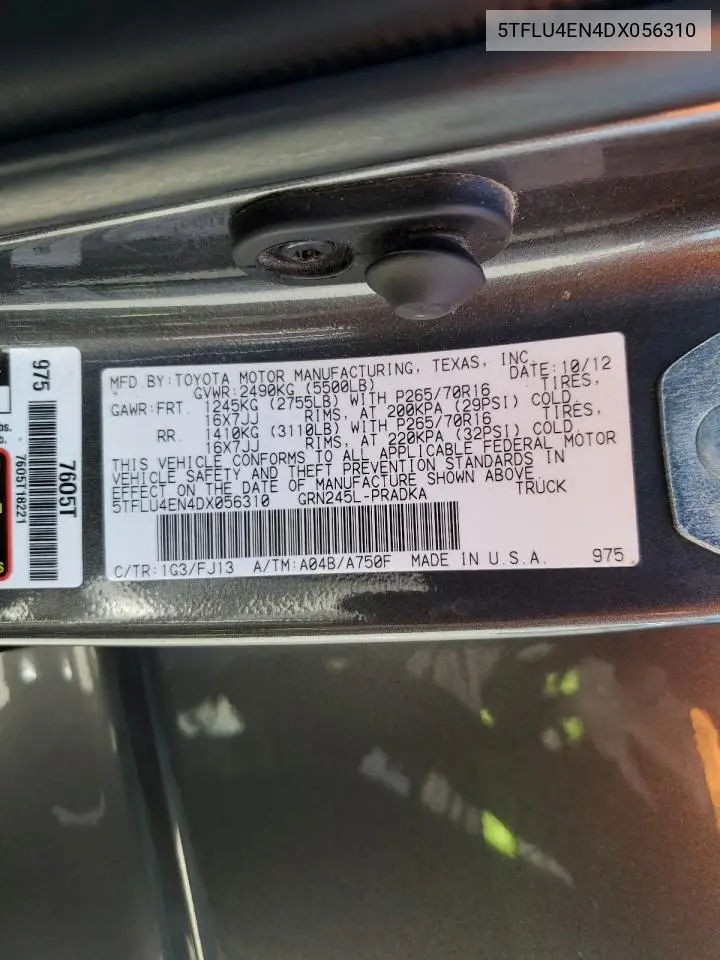 5TFLU4EN4DX056310
MFD BY: TOYOTA MOTOR MANUFACTURING, TEXAS, INC. DATE: 10/12
GVWR: 2490KG (5500LB)
GAWR: FRT. 1245KG (2755LB) WITH P265/70R16 TIRES,
16X7JJ RIMS, AT 200KPA (29PSI) COLD.
RR. 1410KG (3110LB) WITH P265/70R16 TIRES,
16X7JJ RIMS, AT 220KPA (32PSI) COLD.
THIS VEHICLE CONFORMS TO ALL APPLICABLE FEDERAL MOTOR
VEHICLE SAFETY AND THEFT PREVENTION STANDARDS IN
EFFECT ON THE DATE OF MANUFACTURE SHOWN ABOVE.
5TFLU4EN4DX056310 GRN245L-PRADKA TRUCK
C/TR: 1G3/FJ13 A/TM: A04B/A750F MADE IN U.S.A. 975
975
7605T
7605T18221